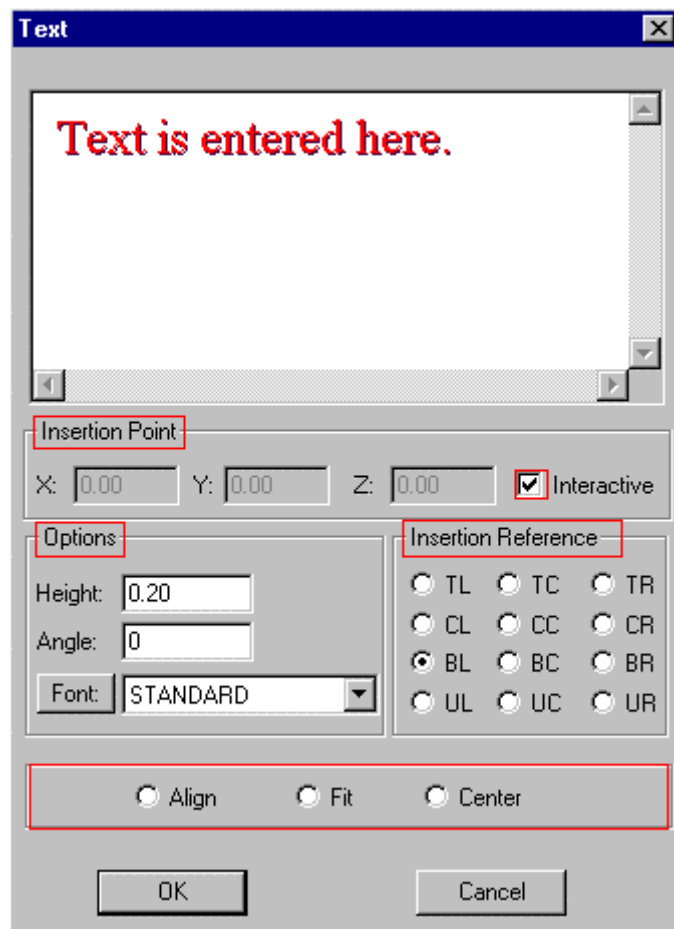 Text
Text is entered here.
Insertion Point
X: 0.00 Y: 0.00 Z: 0.00 Interactive
Options
Height: 0.20
Angle: 0
Font: STANDARD
Insertion Reference
TL TC TR
CL CC CR
BL BC BR
UL UC UR
Align Fit Center
OK Cancel